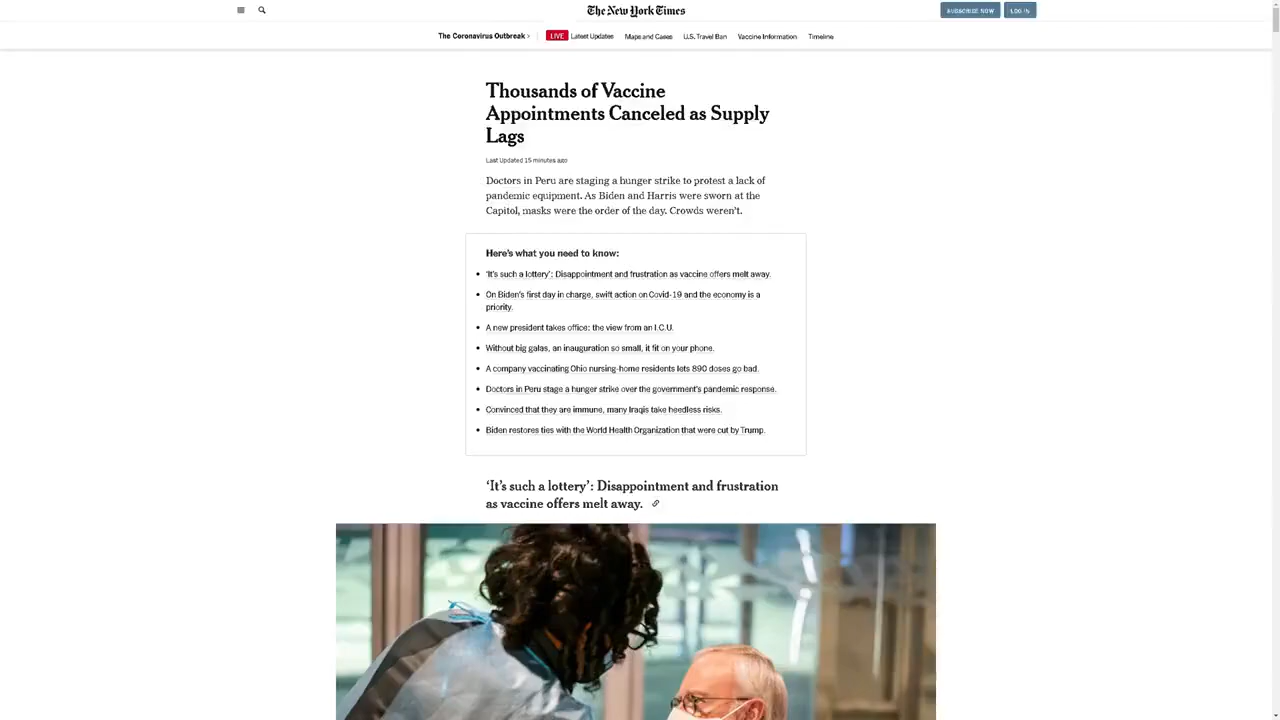 The New York Times
SUBSCRIBE NOW
LOG IN
The Coronavirus Outbreak ›
LIVE Latest Updates
Maps and Cases
U.S. Travel Ban
Vaccine Information
Timeline
Thousands of Vaccine
Appointments Canceled as Supply
Lags
Last Updated 15 minutes ago
Doctors in Peru are staging a hunger strike to protest a lack of
pandemic equipment. As Biden and Harris were sworn at the
Capitol, masks were the order of the day. Crowds weren’t.
Here’s what you need to know:
‘It’s such a lottery’: Disappointment and frustration as vaccine offers melt away.
On Biden’s first day in charge, swift action on Covid-19 and the economy is a
priority.
A new president takes office: the view from an I.C.U.
Without big galas, an inauguration so small, it fit on your phone.
A company vaccinating Ohio nursing-home residents lets 890 doses go bad.
Doctors in Peru stage a hunger strike over the government’s pandemic response.
Convinced that they are immune, many Iraqis take heedless risks.
Biden restores ties with the World Health Organization that were cut by Trump.
‘It’s such a lottery’: Disappointment and frustration
as vaccine offers melt away.